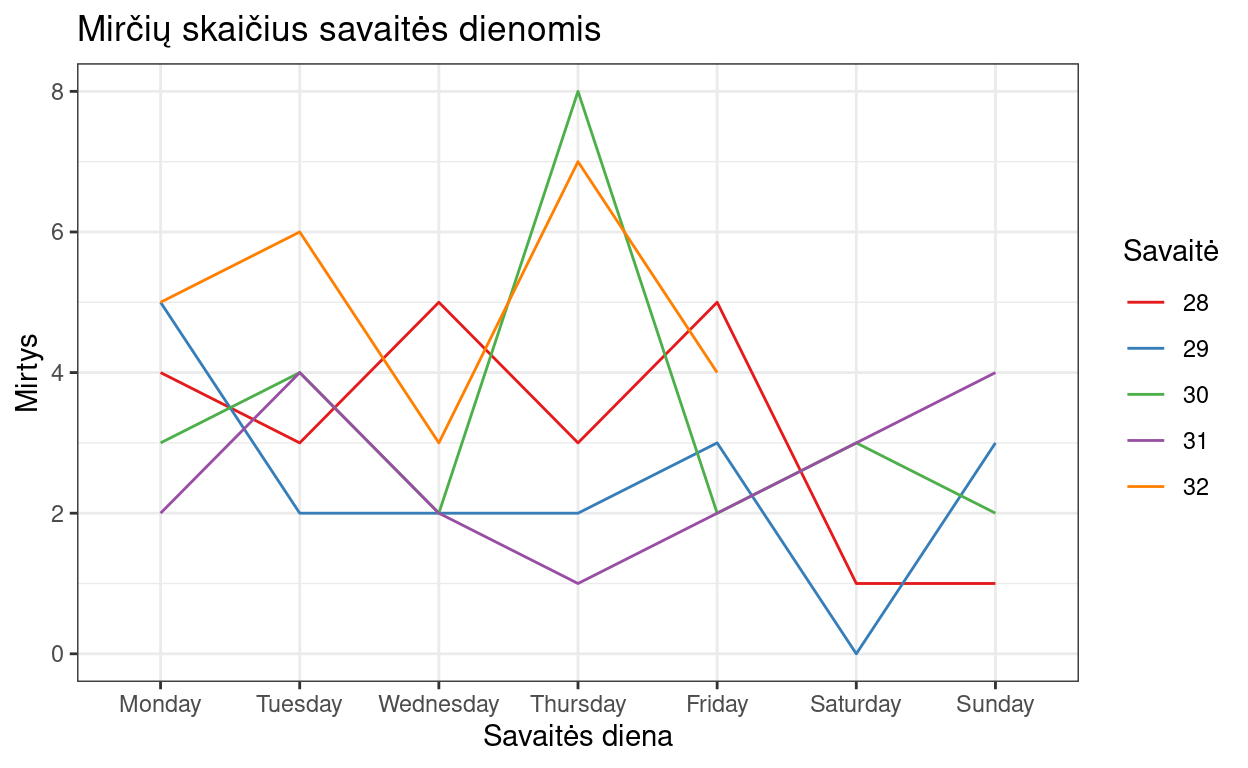 Mirčių skaičius savaitės dienomis
8
6
4
2
0
Mirtys
Monday Tuesday Wednesday Thursday Friday Saturday Sunday
Savaitės diena
Savaitė
28
29
30
31
32